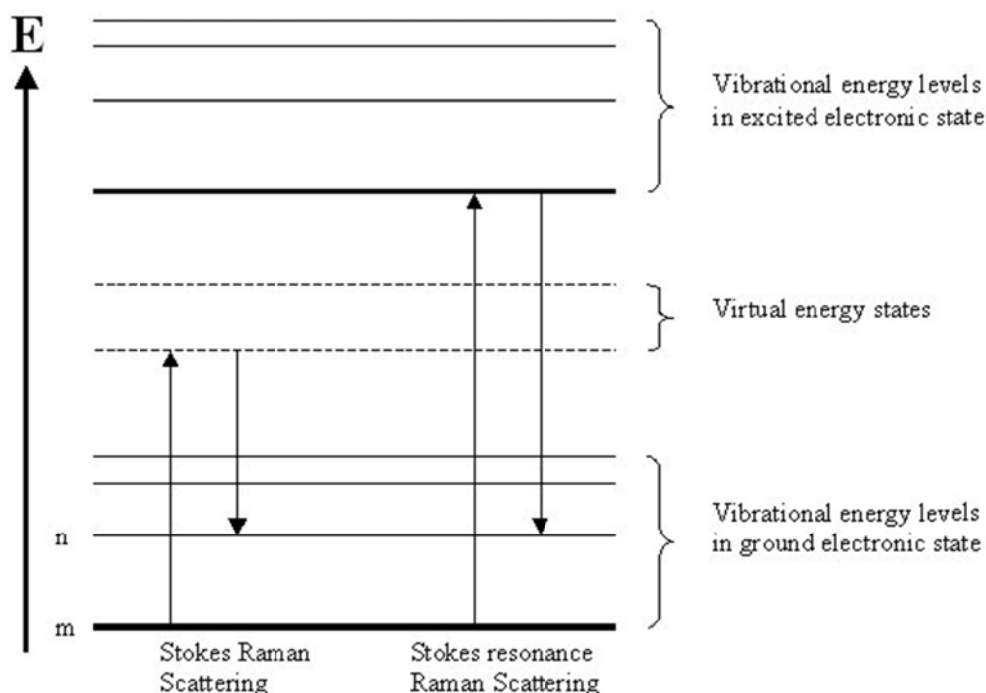 E
Vibrational energy levels
in excited electronic state
Virtual energy states
Vibrational energy levels
in ground electronic state
n
m
Stokes Raman
Scattering
Stokes resonance
Raman Scattering